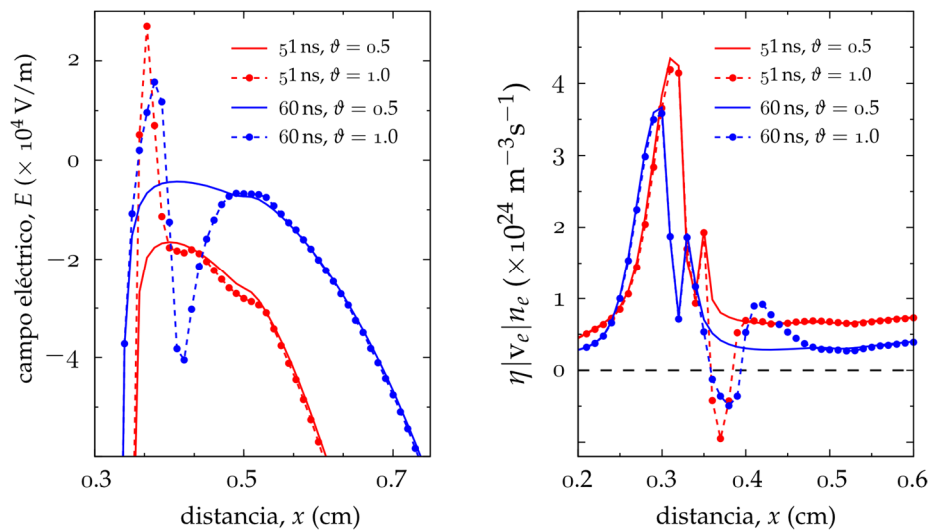 campo eléctrico, E (× 10⁴ V/m)
2
0
−2
−4
0.3
0.5
0.7
distancia, x (cm)
51 ns, ϑ = 0.5
51 ns, ϑ = 1.0
60 ns, ϑ = 0.5
60 ns, ϑ = 1.0
η|vₑ|nₑ (×10²⁴ m⁻³s⁻¹)
4
3
2
1
0
−1
0.2
0.3
0.4
0.5
0.6
distancia, x (cm)
51 ns, ϑ = 0.5
51 ns, ϑ = 1.0
60 ns, ϑ = 0.5
60 ns, ϑ = 1.0